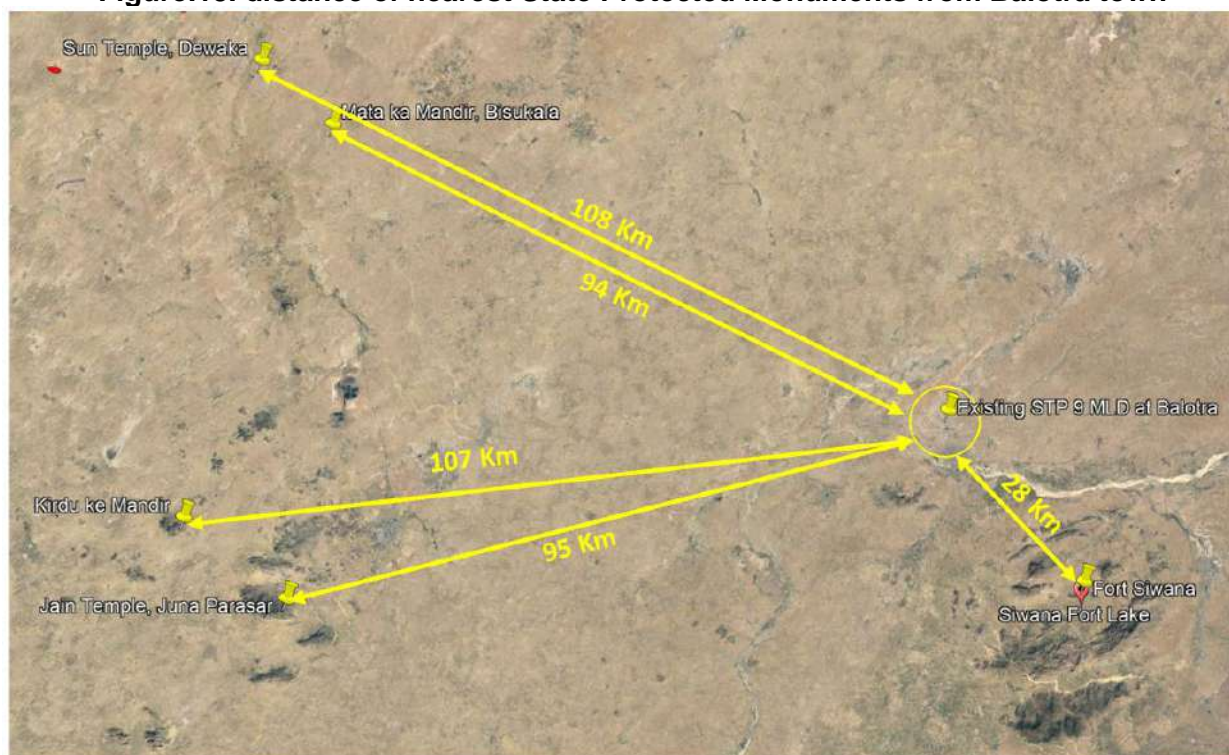 Sun Temple, Dewaka
Mata ka Mandir, Bisukala
108 Km
94 Km
Existing STP 9 MLD at Balotra
107 Km
Kirdu ke Mandir
28 Km
95 Km
Fort Siwana
Jain Temple, Juna Parasar
Siwana Fort Lake